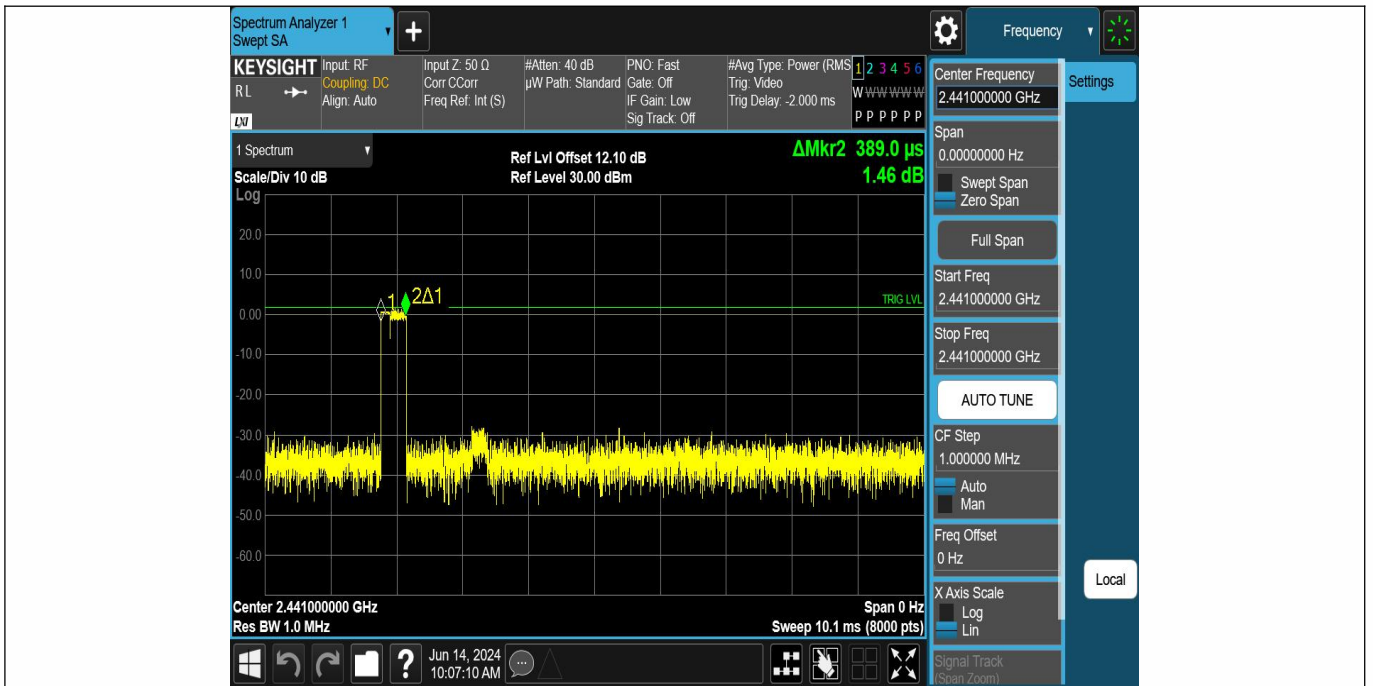 Spectrum Analyzer 1
Swept SA
+
Frequency
KEYSIGHT
RL
LXI
Input: RF
Coupling: DC
Align: Auto
Input Z: 50 Ω
Corr CCorr
Freq Ref: Int (S)
#Atten: 40 dB
µW Path: Standard
PNO: Fast
Gate: Off
IF Gain: Low
Sig Track: Off
#Avg Type: Power (RMS
Trig: Video
Trig Delay: -2.000 ms
1 2 3 4 5 6
W W W W W W
P P P P P P
1 Spectrum
Scale/Div 10 dB
Log
Ref Lvl Offset 12.10 dB
Ref Level 30.00 dBm
ΔMkr2 389.0 µs
1.46 dB
20.0
10.0
0.00
-10.0
-20.0
-30.0
-40.0
-50.0
-60.0
1
2Δ1
TRIG LVL
Center 2.441000000 GHz
Res BW 1.0 MHz
Span 0 Hz
Sweep 10.1 ms (8000 pts)
Center Frequency
2.441000000 GHz
Settings
Span
0.00000000 Hz
Swept Span
Zero Span
Full Span
Start Freq
2.441000000 GHz
Stop Freq
2.441000000 GHz
AUTO TUNE
CF Step
1.000000 MHz
Auto
Man
Freq Offset
0 Hz
X Axis Scale
Log
Lin
Local
Signal Track
(Span Zoom)
?
Jun 14, 2024
10:07:10 AM